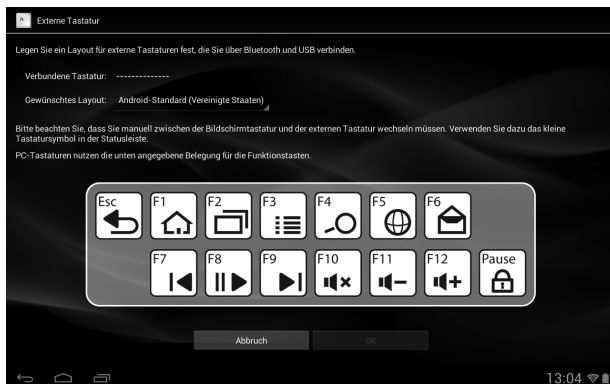 A
Externe Tastatur
Legen Sie ein Layout für externe Tastaturen fest, die Sie über Bluetooth und USB verbinden.
Verbundene Tastatur: --------------
Gewünschtes Layout: Android-Standard (Vereinigte Staaten)
Bitte beachten Sie, dass Sie manuell zwischen der Bildschirmtastatur und der externen Tastatur wechseln müssen. Verwenden Sie dazu das kleine
Tastatursymbol in der Statusleiste.
PC-Tastaturen nutzen die unten angegebene Belegung für die Funktionstasten.
Esc F1 F2 F3 F4 F5 F6
F7 F8 F9 F10 F11 F12 Pause
Abbruch OK
13:04